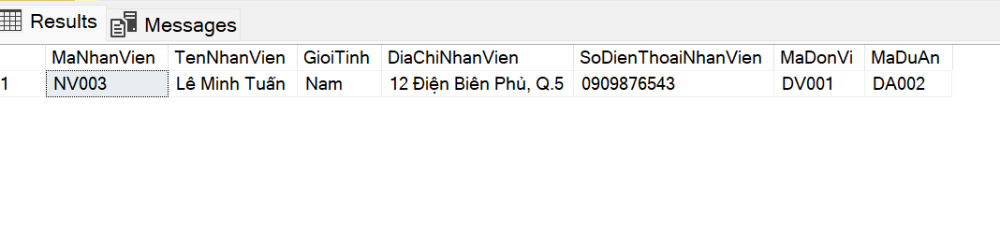 Results Messages
MaNhanVien TenNhanVien GioiTinh DiaChiNhanVien SoDienThoaiNhanVien MaDonVi MaDuAn
1 NV003 Lê Minh Tuấn Nam 12 Điện Biên Phủ, Q.5 0909876543 DV001 DA002